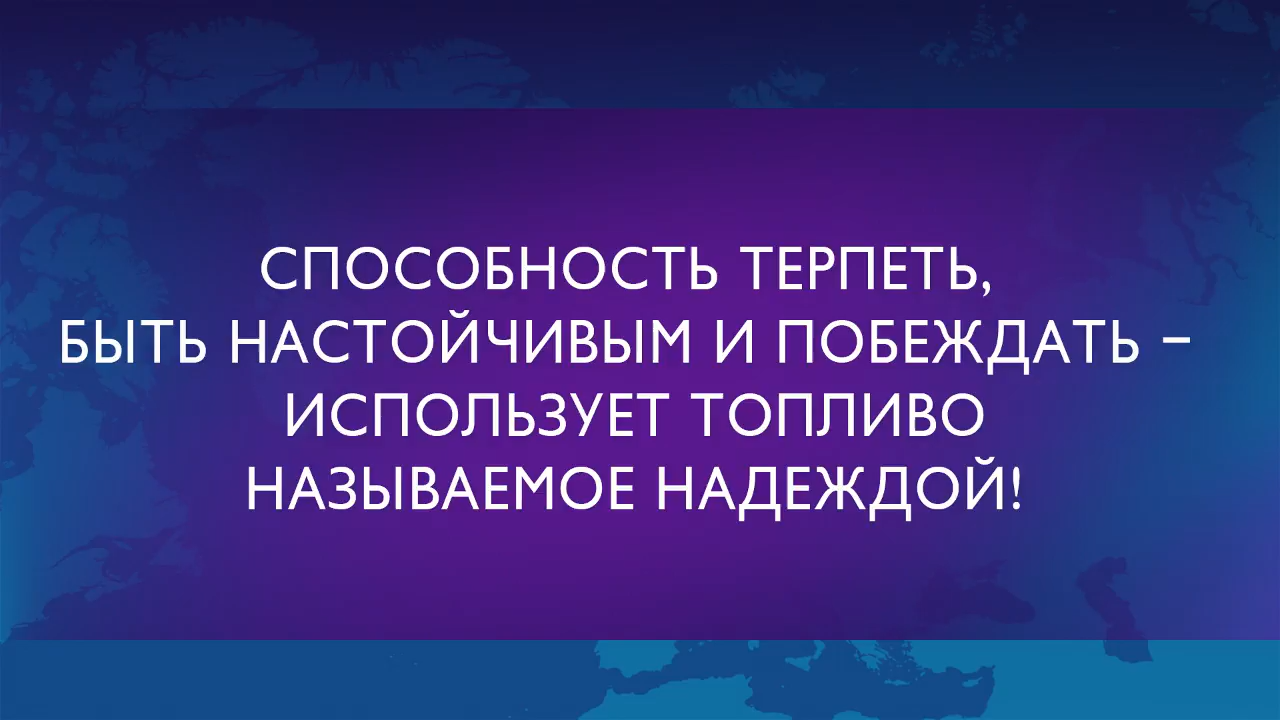 СПОСОБНОСТЬ ТЕРПЕТЬ,
БЫТЬ НАСТОЙЧИВЫМ И ПОБЕЖДАТЬ –
ИСПОЛЬЗУЕТ ТОПЛИВО
НАЗЫВАЕМОЕ НАДЕЖДОЙ!